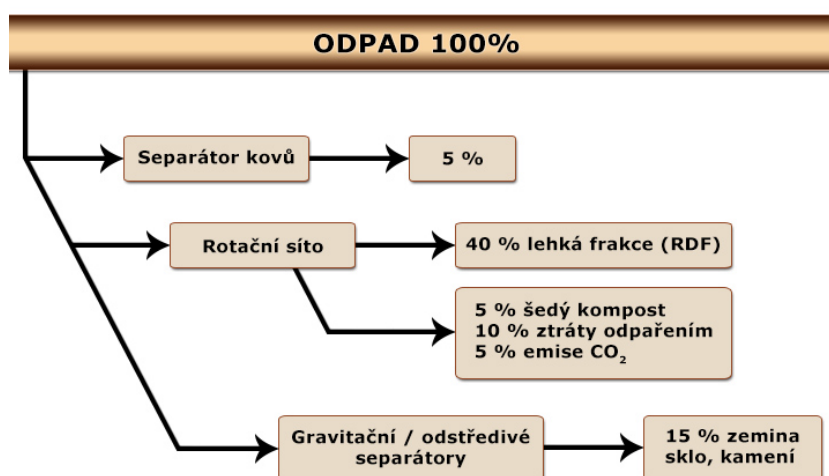 ODPAD 100%
Separátor kovů
5 %
Rotační síto
40 % lehká frakce (RDF)
5 % šedý kompost
10 % ztráty odpařením
5 % emise CO₂
Gravitační / odstředivé
separátory
15 % zemina
sklo, kamení